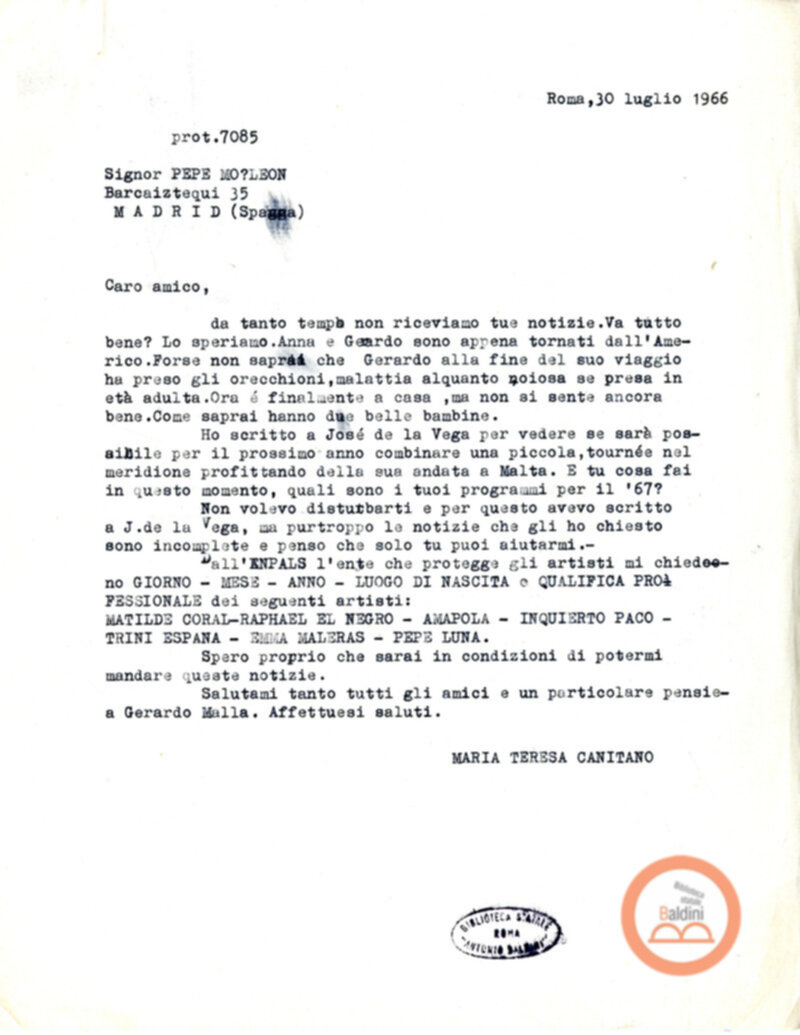 Roma,30 luglio 1966
prot.7085
Signor PEPE MO?LEON
Barcaiztequi 35
M A D R I D (Spagga)
Caro amico,
da tanto tempo non riceviamo tue notizie.Va tutto
bene? Lo speriamo.Anna e Gerardo sono appena tornati dall'Ame-
rico.Forse non saprai che Gerardo alla fine del suo viaggio
ha preso gli orecchioni,malattia alquanto noiosa se presa in
età adulta.Ora é finalmente a casa ,ma non si sente ancora
bene.Come saprai hanno due belle bambine.
Ho scritto a José de la Vega per vedere se sarà pos-
sibile per il prossimo anno combinare una piccola,tournée nel
meridione profittando della sua andata a Malta. E tu cosa fai
in questo momento, quali sono i tuoi programmi per il '67?
Non volevo disturbarti e per questo avevo scritto
a J.de la Vega, ma purtroppo le notizie che gli ho chiesto
sono incomplete e penso che solo tu puoi aiutarmi.-
Dall'ENPALS l'ente che protegge gli artisti mi chiedo-
no GIORNO - MESE - ANNO - LUOGO DI NASCITA e QUALIFICA PRO-
FESSIONALE dei seguenti artisti:
MATILDE CORAL-RAPHAEL EL NEGRO - AMAPOLA - INQUIERTO PACO -
TRINI ESPANA - EMMA MALERAS - PEPE LUNA.
Spero proprio che sarai in condizioni di potermi
mandare queste notizie.
Salutami tanto tutti gli amici e un particolare pensie-
a Gerardo Malla. Affettuesi saluti.
MARIA TERESA CANITANO
BIBLIOTECA STATALE
ROMA
"ANTONIO BALDINI"
Biblioteca
statale
Baldini